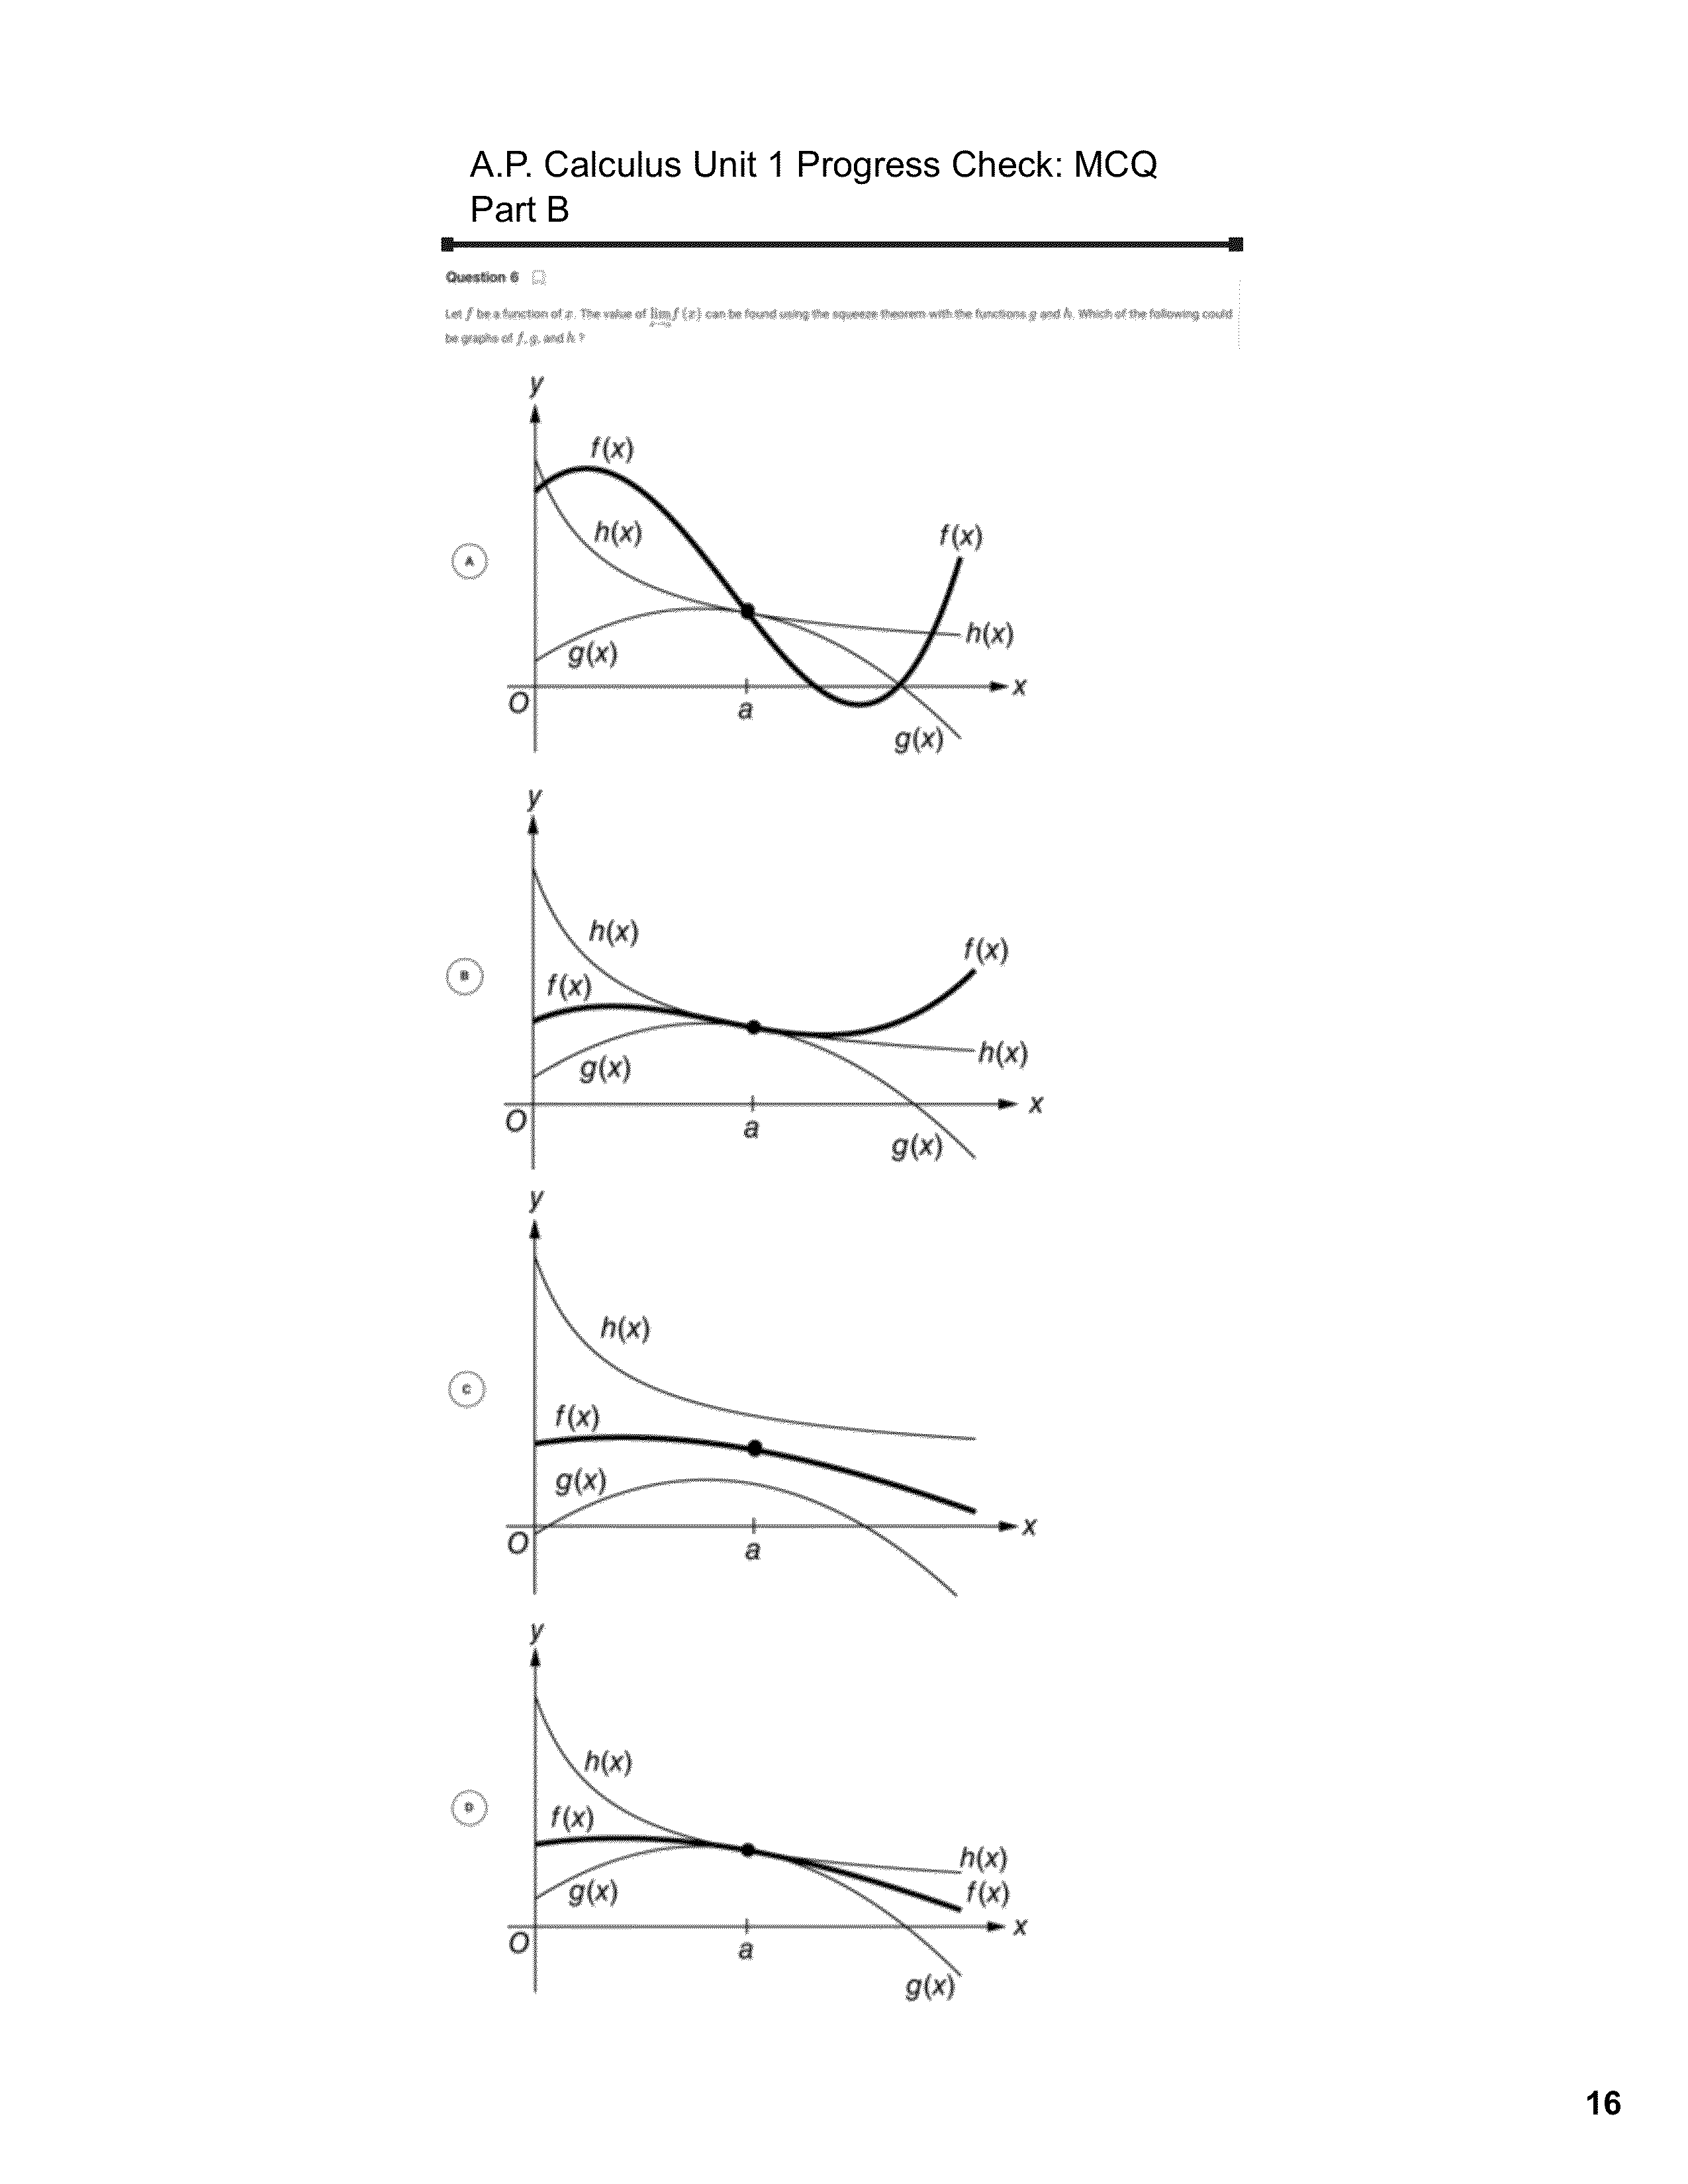 A.P. Calculus Unit 1 Progress Check: MCQ
Part B
Question 6
Let f be a function of x. The value of lim f (x) can be found using the squeeze theorem with the functions g and h. Which of the following could
x→a
be graphs of f, g, and h ?
y
f(x)
h(x)
f(x)
A
h(x)
g(x)
x
O
a
g(x)
y
h(x)
f(x)
B
f(x)
h(x)
g(x)
x
O
a
g(x)
y
h(x)
C
f(x)
g(x)
x
O
a
y
h(x)
D
f(x)
h(x)
g(x)
f(x)
x
O
a
g(x)
16